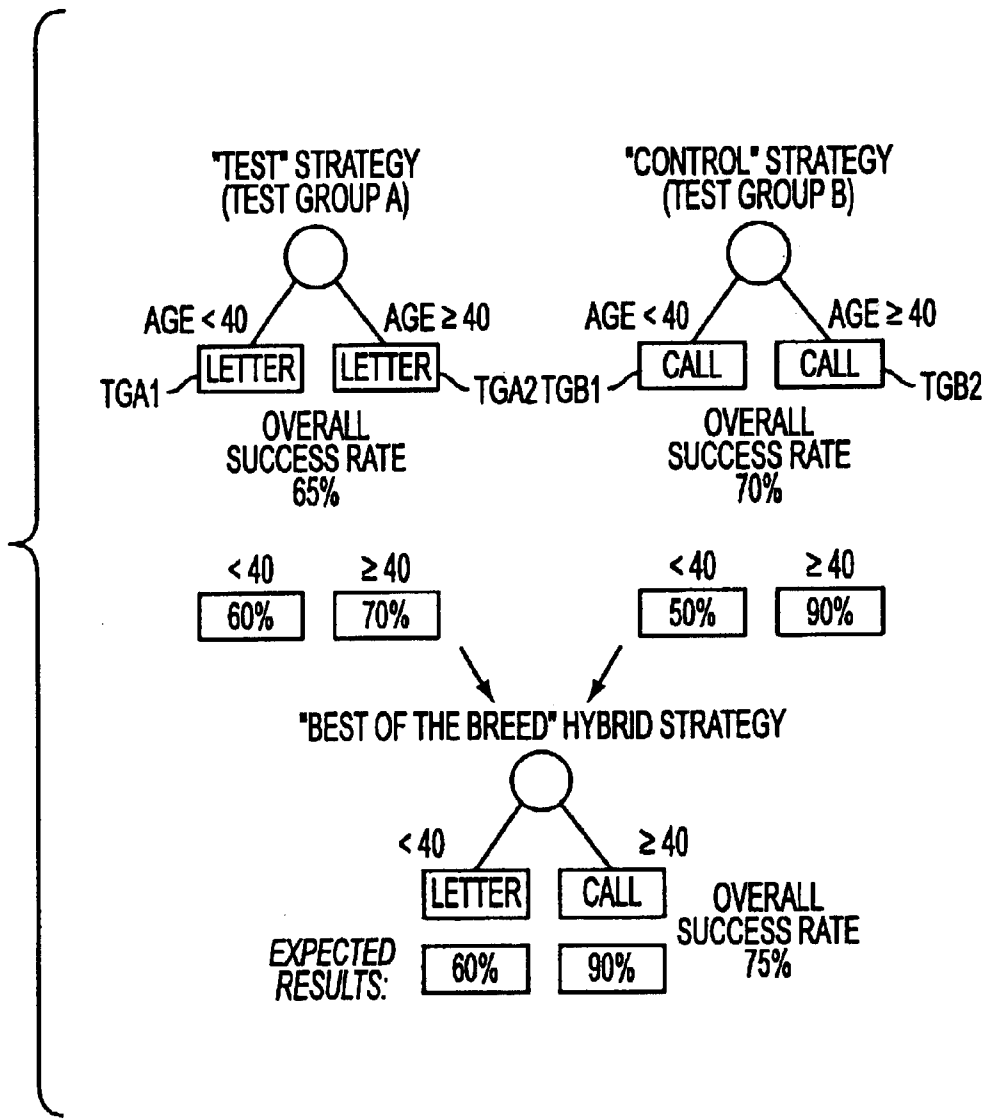 "TEST" STRATEGY
(TEST GROUP A)
AGE < 40
AGE ≥ 40
LETTER
LETTER
TGA1
TGA2
OVERALL
SUCCESS RATE
65%
"CONTROL" STRATEGY
(TEST GROUP B)
AGE < 40
AGE ≥ 40
CALL
CALL
TGB1
TGB2
OVERALL
SUCCESS RATE
70%
< 40
≥ 40
60%
70%
< 40
≥ 40
50%
90%
"BEST OF THE BREED" HYBRID STRATEGY
< 40
≥ 40
LETTER
CALL
OVERALL
SUCCESS RATE
75%
EXPECTED
RESULTS:
60%
90%